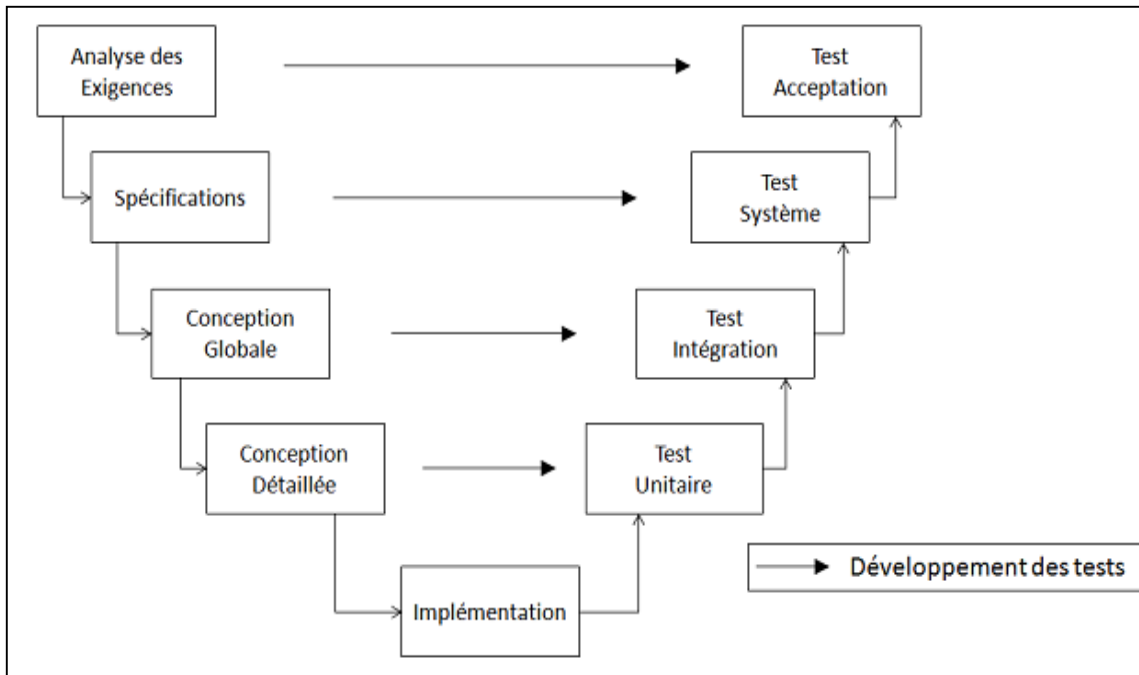 Analyse des
Exigences
Test
Acceptation
Spécifications
Test
Système
Conception
Globale
Test
Intégration
Conception
Détaillée
Test
Unitaire
Développement des tests
Implémentation